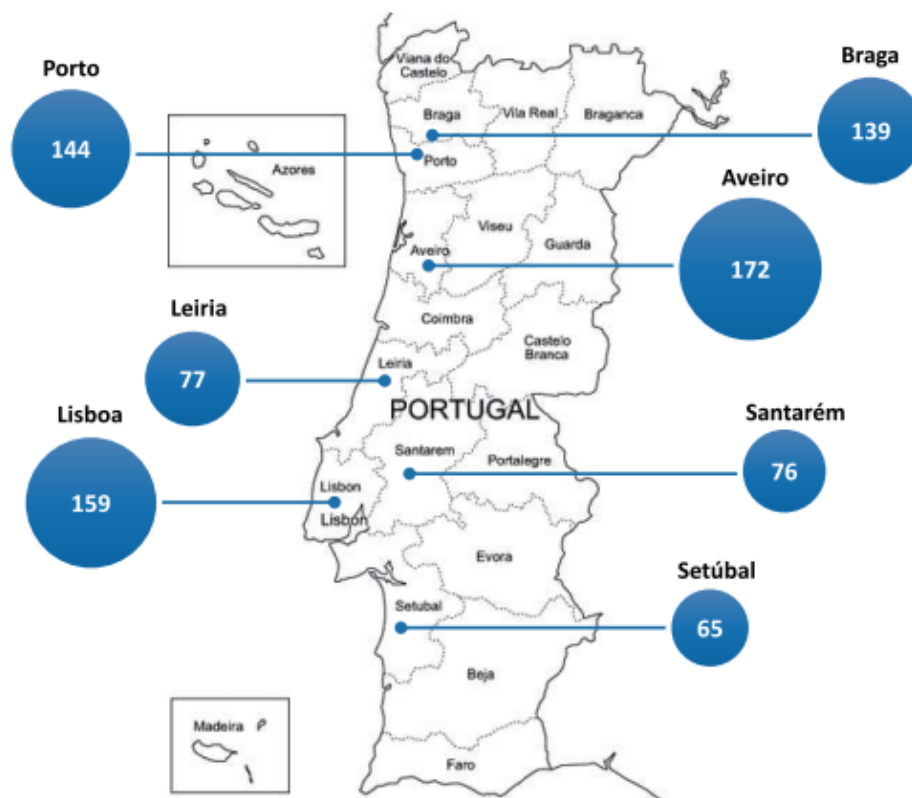 Porto
144
Braga
139
Viana do
Castelo
Braga
Vila Real
Braganca
Porto
Azores
Aveiro
172
Viseu
Guarda
Aveiro
Leiria
77
Coimbra
Castelo
Branca
Leiria
PORTUGAL
Lisboa
159
Santarém
76
Santarem
Portalegre
Lisbon
Lisbon
Evora
Setúbal
65
Setubal
Beja
Madeira
Faro